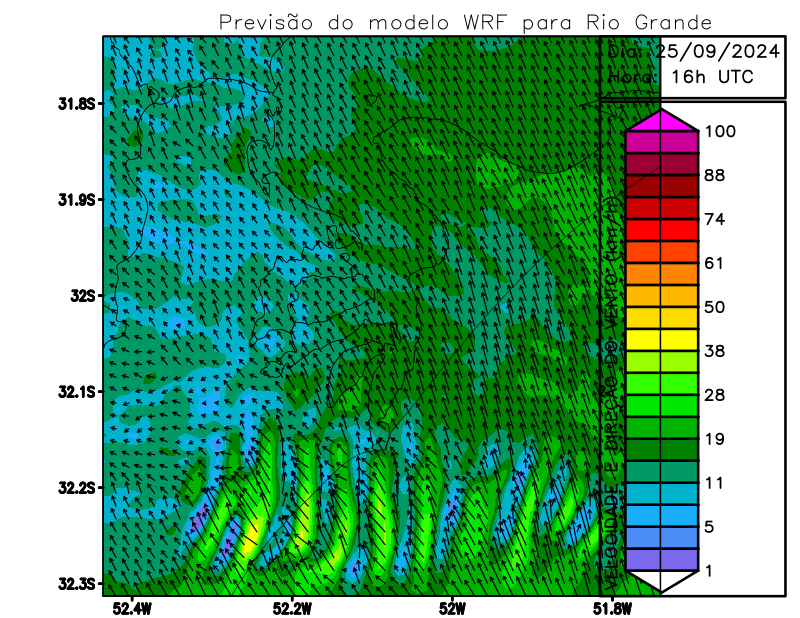 Previsão do modelo WRF para Rio Grande
Dia: 25/09/2024
Hora: 16h UTC
31.8S
31.9S
32S
32.1S
32.2S
32.3S
52.4W
52.2W
52W
51.8W
VELOCIDADE E DIREÇÃO DO VENTO (km/h)
100
88
74
61
50
38
28
19
11
5
1